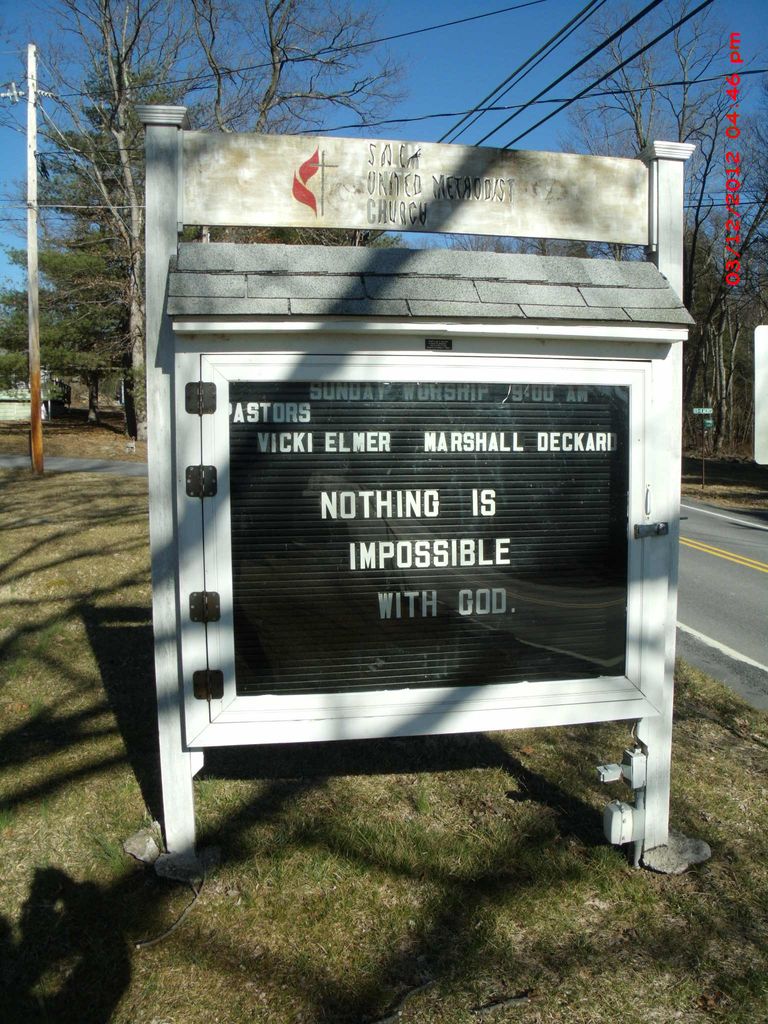 UNITED METHODIST
CHURCH
SUNDAY WORSHIP 9:00 AM
PASTORS
VICKI ELMER MARSHALL DECKARD
NOTHING IS
IMPOSSIBLE
WITH GOD.
03/12/2012 04:46 pm